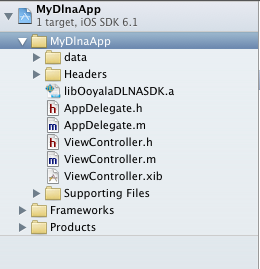 MyDlnaApp
1 target, iOS SDK 6.1
MyDlnaApp
data
Headers
libOoyalaDLNASDK.a
h AppDelegate.h
m AppDelegate.m
h ViewController.h
m ViewController.m
ViewController.xib
Supporting Files
Frameworks
Products